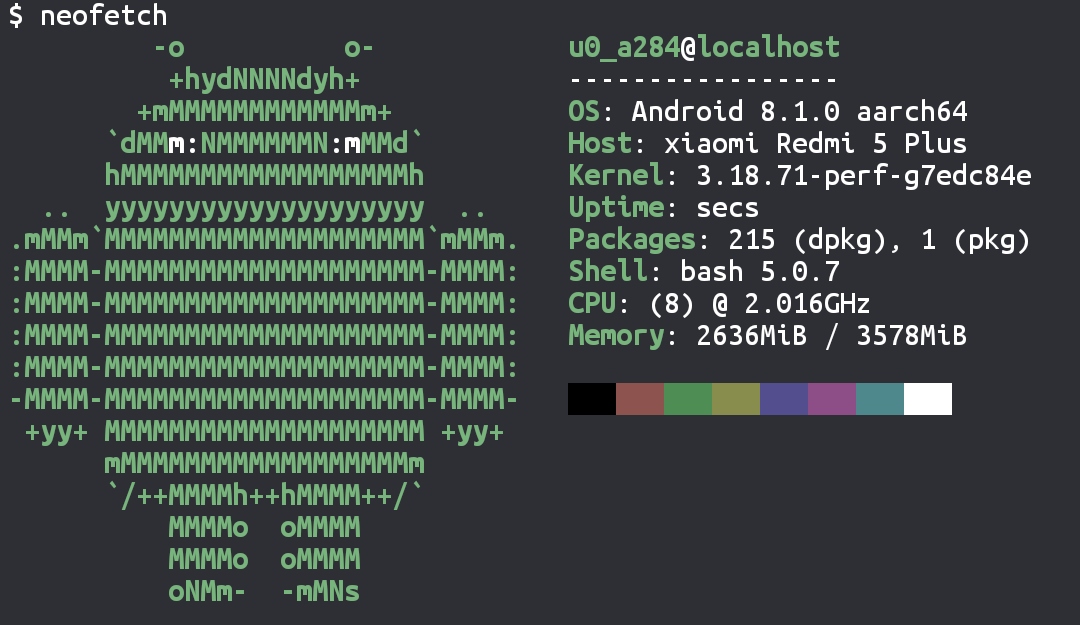 $ neofetch
         -o          o-
          +hydNNNNdyh+
        +mMMMMMMMMMMMMm+
      `dMMm:NMMMMMMN:mMMd`
      hMMMMMMMMMMMMMMMMMMh
  ..  yyyyyyyyyyyyyyyyyyyy  ..
.mMMm`MMMMMMMMMMMMMMMMMMMM`mMMm.
:MMMM-MMMMMMMMMMMMMMMMMMMM-MMMM:
:MMMM-MMMMMMMMMMMMMMMMMMMM-MMMM:
:MMMM-MMMMMMMMMMMMMMMMMMMM-MMMM:
:MMMM-MMMMMMMMMMMMMMMMMMMM-MMMM:
-MMMM-MMMMMMMMMMMMMMMMMMMM-MMMM-
 +yy+ MMMMMMMMMMMMMMMMMMMM +yy+
      mMMMMMMMMMMMMMMMMMMm
      `/++MMMMh++hMMMM++/`
          MMMMo  oMMMM
          MMMMo  oMMMM
          oNMm-  -mMNs
u0_a284@localhost
-----------------
OS: Android 8.1.0 aarch64
Host: xiaomi Redmi 5 Plus
Kernel: 3.18.71-perf-g7edc84e
Uptime: secs
Packages: 215 (dpkg), 1 (pkg)
Shell: bash 5.0.7
CPU: (8) @ 2.016GHz
Memory: 2636MiB / 3578MiB